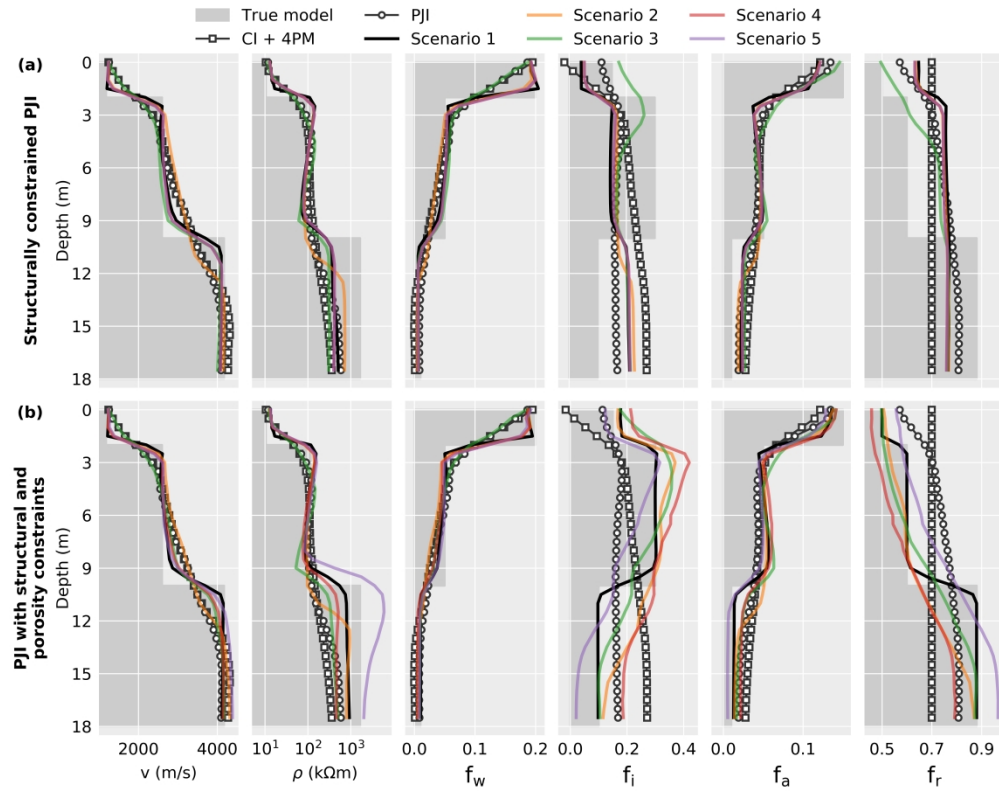 True model
PJI
Scenario 2
Scenario 4
CI + 4PM
Scenario 1
Scenario 3
Scenario 5
(a)
Structurally constrained PJI
Depth (m)
0
3
6
9
12
15
18
(b)
PJI with structural and
porosity constraints
Depth (m)
0
3
6
9
12
15
18
2000 4000
10¹ 10² 10³
0.0 0.1 0.2
0.0 0.2 0.4
0.0 0.1
0.5 0.7 0.9
v (m/s)
ρ (kΩm)
f_w
f_i
f_a
f_r